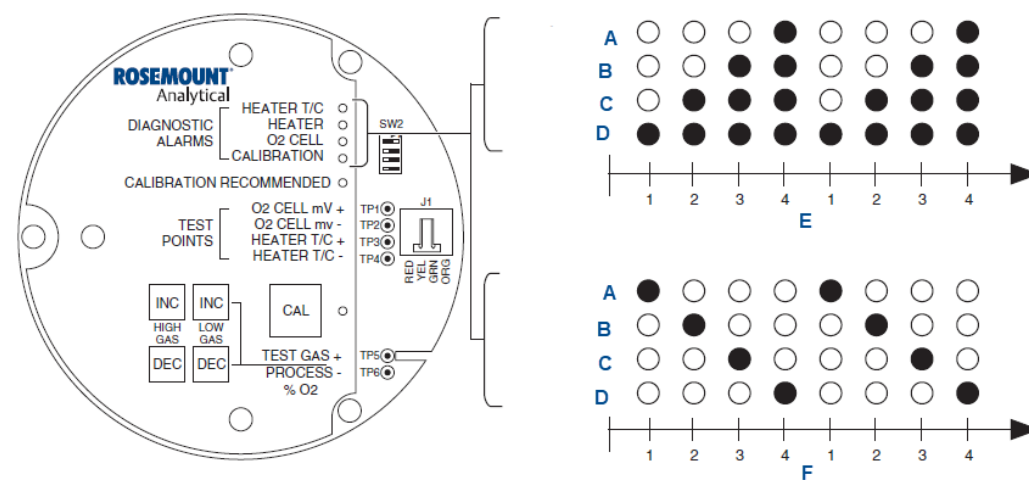 ROSEMOUNT
Analytical
DIAGNOSTIC
ALARMS
HEATER T/C
HEATER
O2 CELL
CALIBRATION
SW2
CALIBRATION RECOMMENDED
TEST
POINTS
O2 CELL mV +
O2 CELL mv -
HEATER T/C +
HEATER T/C -
TP1
TP2
TP3
TP4
J1
RED
YEL
GRN
ORG
INC
INC
HIGH
GAS
LOW
GAS
DEC
DEC
CAL
TEST GAS +
PROCESS -
% O2
TP5
TP6
A
B
C
D
1 2 3 4 1 2 3 4
E
A
B
C
D
1 2 3 4 1 2 3 4
F